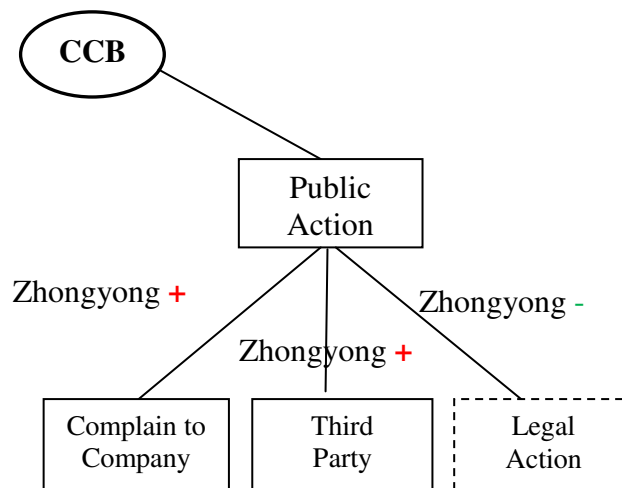 CCB
Public
Action
Zhongyong +
Zhongyong -
Zhongyong +
Complain to
Company
Third
Party
Legal
Action